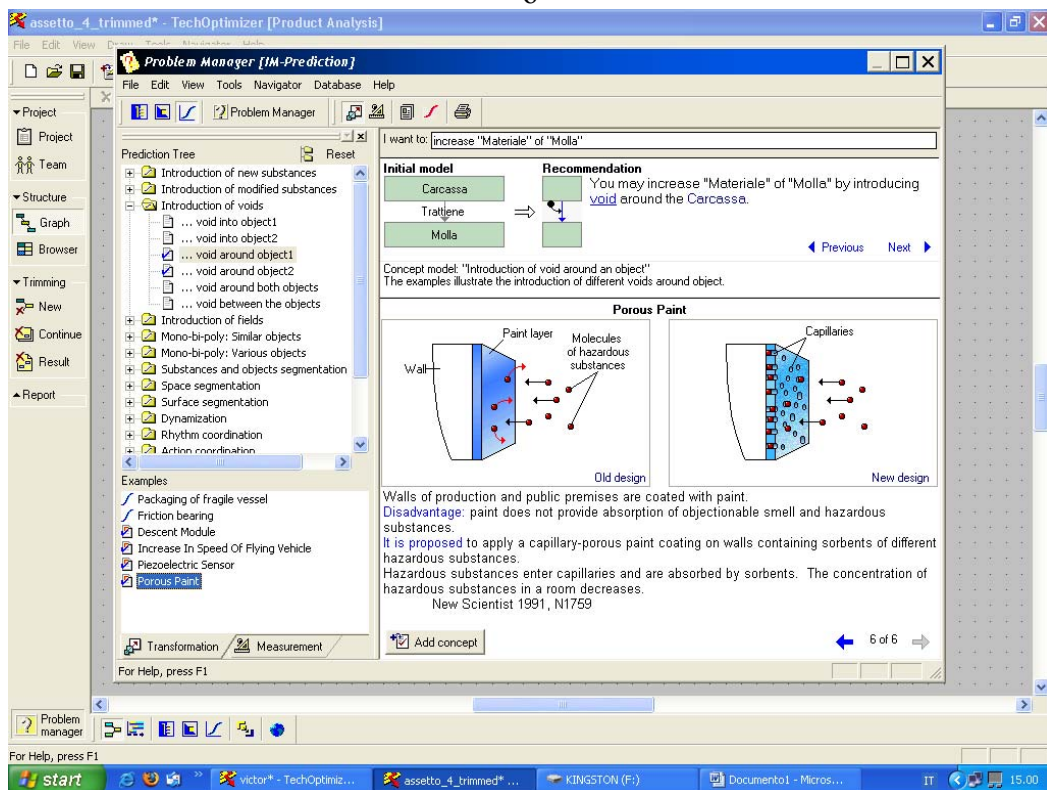 assetto_4_trimmed* - TechOptimizer [Product Analysis]
File Edit View Draw Tools Navigator Help
Problem Manager [IM-Prediction]
File Edit View Tools Navigator Database Help
Problem Manager
Project
Project
Team
Structure
Graph
Browser
Trimming
New
Continue
Result
Report
Prediction Tree
Reset
Introduction of new substances
Introduction of modified substances
Introduction of voids
... void into object1
... void into object2
... void around object1
... void around object2
... void around both objects
... void between the objects
Introduction of fields
Mono-bi-poly: Similar objects
Mono-bi-poly: Various objects
Substances and objects segmentation
Space segmentation
Surface segmentation
Dynamization
Rhythm coordination
Action coordination
Examples
Packaging of fragile vessel
Friction bearing
Descent Module
Increase In Speed Of Flying Vehicle
Piezoelectric Sensor
Porous Paint
Transformation
Measurement
For Help, press F1
I want to: increase "Materiale" of "Molla"
Initial model
Carcassa
Trattiene
Molla
Recommendation
You may increase "Materiale" of "Molla" by introducing
void around the Carcassa.
Previous Next
Concept model: "Introduction of void around an object"
The examples illustrate the introduction of different voids around object.
Porous Paint
Wall
Paint layer
Molecules
of hazardous
substances
Old design
Capillaries
New design
Walls of production and public premises are coated with paint.
Disadvantage: paint does not provide absorption of objectionable smell and hazardous
substances.
It is proposed to apply a capillary-porous paint coating on walls containing sorbents of different
hazardous substances.
Hazardous substances enter capillaries and are absorbed by sorbents. The concentration of
hazardous substances in a room decreases.
New Scientist 1991, N1759
Add concept
6 of 6
Problem
manager
For Help, press F1
start
victor* - TechOptimiz...
assetto_4_trimmed* ...
KINGSTON (F:)
Documento1 - Micros...
IT
15.00